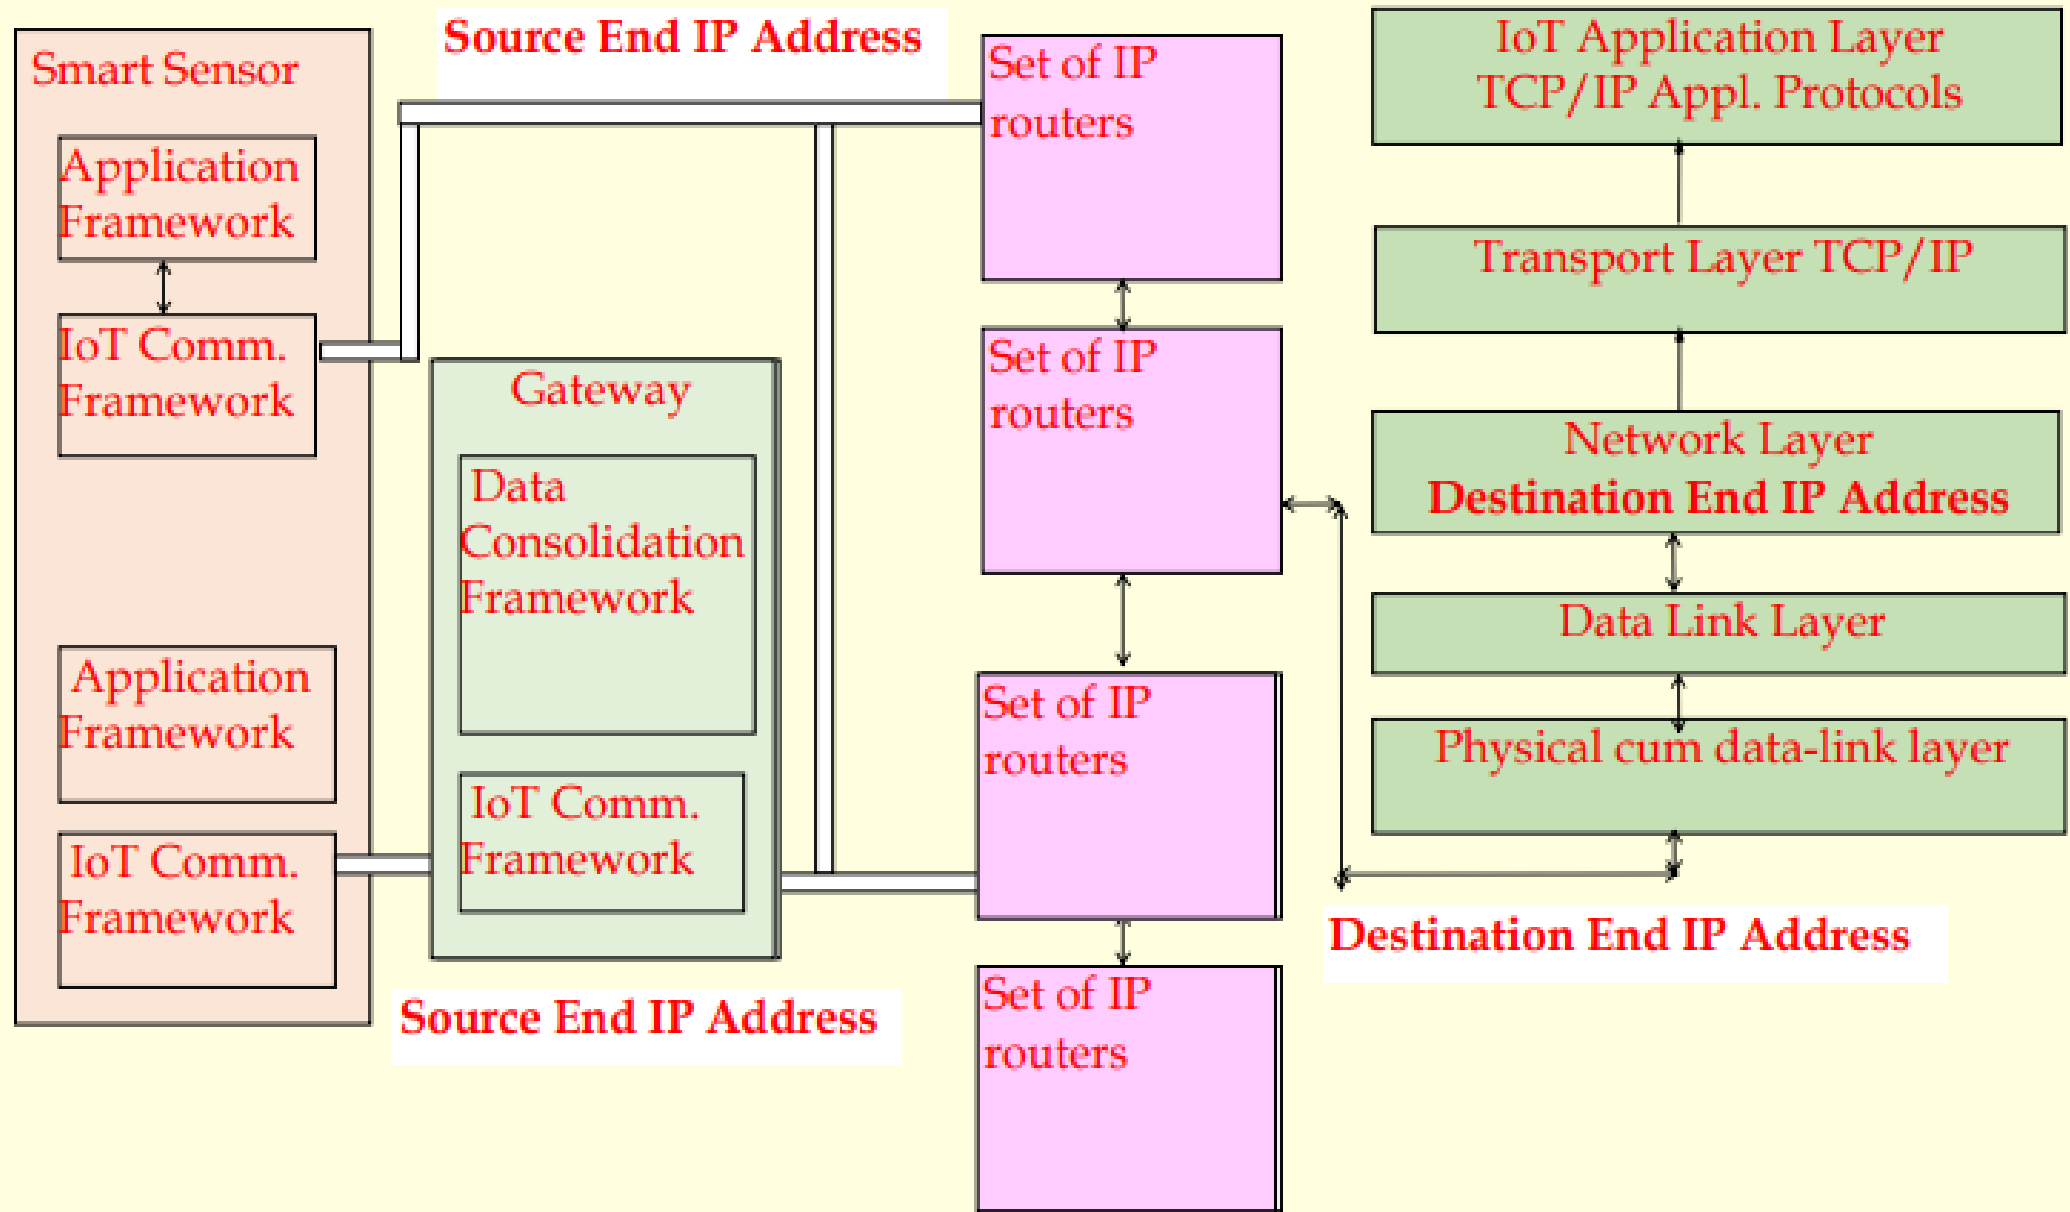 Source End IP Address
Smart Sensor
Application
Framework
IoT Comm.
Framework
Application
Framework
IoT Comm.
Framework
Gateway
Data
Consolidation
Framework
IoT Comm.
Framework
Source End IP Address
Set of IP
routers
Set of IP
routers
Set of IP
routers
Set of IP
routers
IoT Application Layer
TCP/IP Appl. Protocols
Transport Layer TCP/IP
Network Layer
Destination End IP Address
Data Link Layer
Physical cum data-link layer
Destination End IP Address